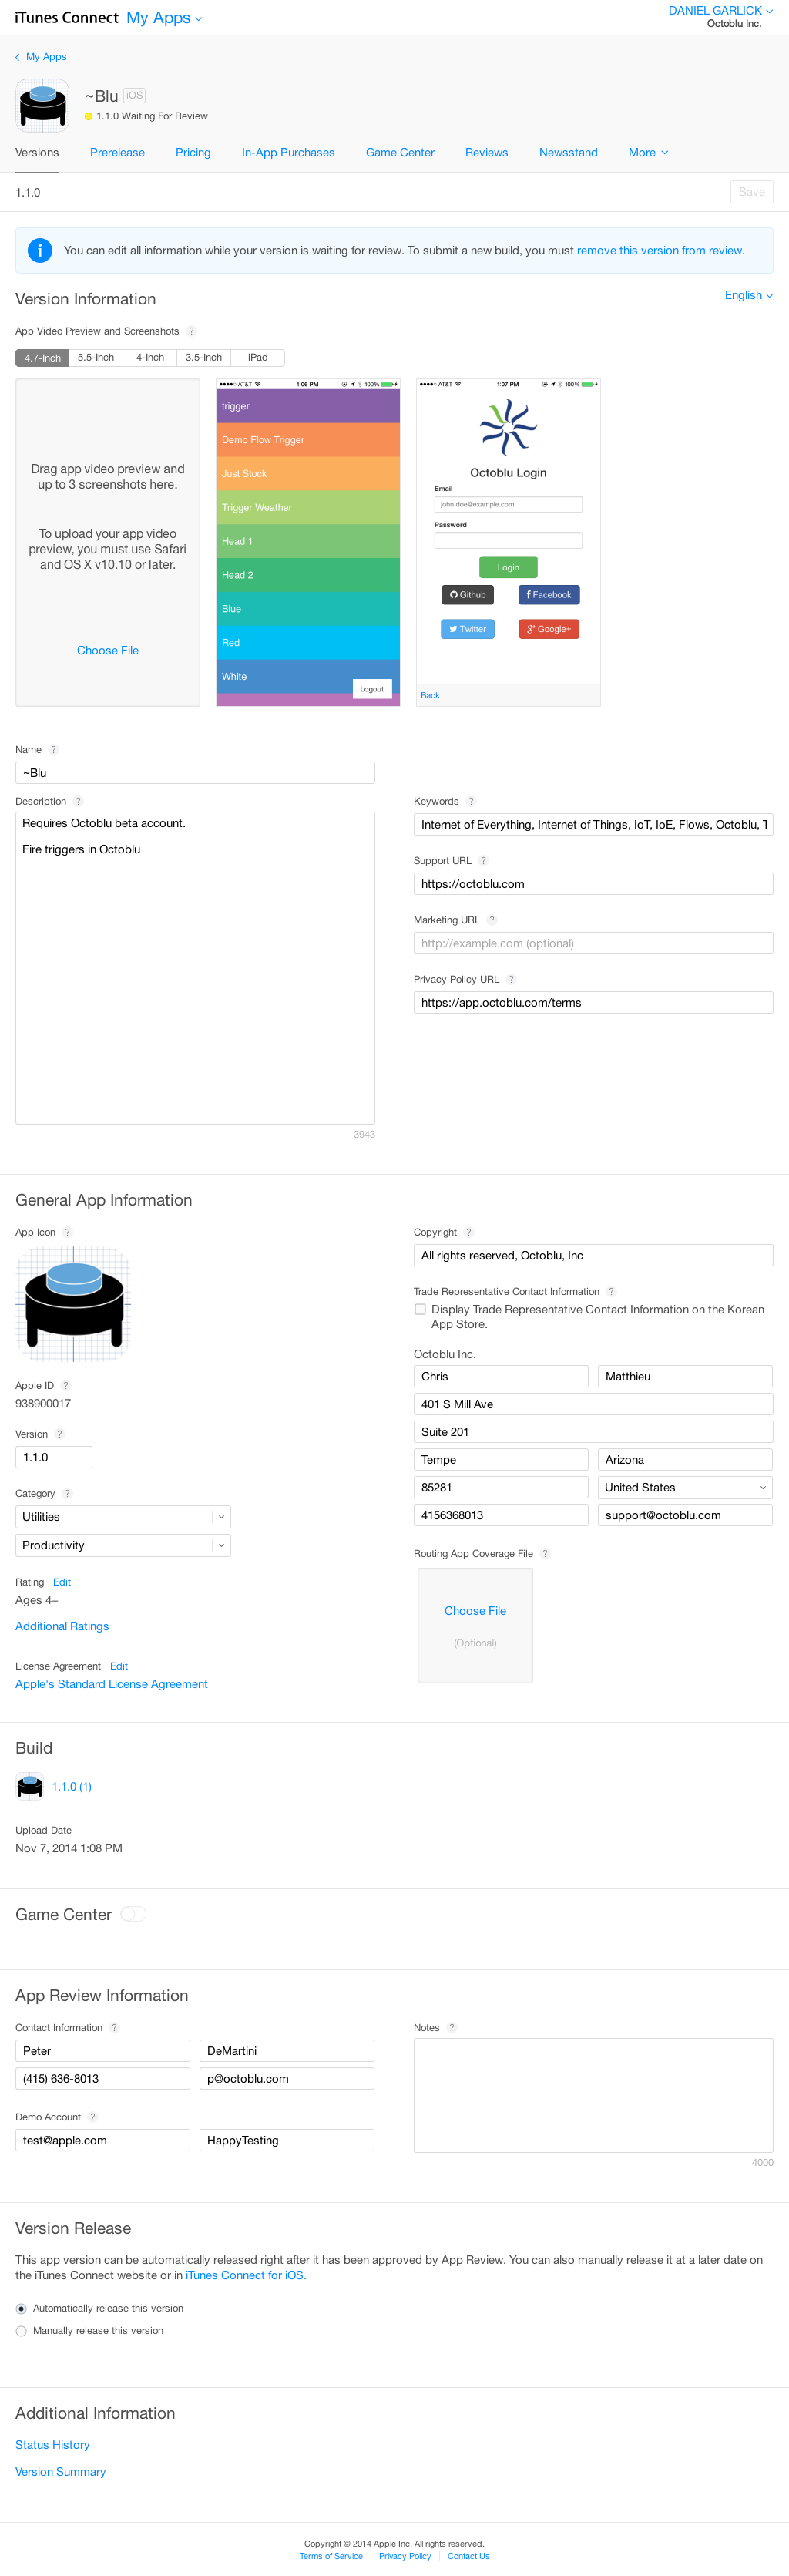 iTunes Connect My Apps
DANIEL GARLICK
Octoblu Inc.
My Apps
~Blu iOS
1.1.0 Waiting For Review
Versions Prerelease Pricing In-App Purchases Game Center Reviews Newsstand More
1.1.0
Save
You can edit all information while your version is waiting for review. To submit a new build, you must remove this version from review.
Version Information
English
App Video Preview and Screenshots ?
4.7-Inch 5.5-Inch 4-Inch 3.5-Inch iPad
Drag app video preview and
up to 3 screenshots here.
To upload your app video
preview, you must use Safari
and OS X v10.10 or later.
Choose File
AT&T 1:06 PM 100%
trigger
Demo Flow Trigger
Just Stock
Trigger Weather
Head 1
Head 2
Blue
Red
White
Logout
AT&T 1:07 PM 100%
Octoblu Login
Email
john.doe@example.com
Password
Login
Github Facebook
Twitter Google+
Back
Name ?
~Blu
Description ?
Requires Octoblu beta account.
Fire triggers in Octoblu
3943
Keywords ?
Internet of Everything, Internet of Things, IoT, IoE, Flows, Octoblu, T
Support URL ?
https://octoblu.com
Marketing URL ?
http://example.com (optional)
Privacy Policy URL ?
https://app.octoblu.com/terms
General App Information
App Icon ?
Apple ID ?
938900017
Version ?
1.1.0
Category ?
Utilities
Productivity
Rating Edit
Ages 4+
Additional Ratings
License Agreement Edit
Apple's Standard License Agreement
Copyright ?
All rights reserved, Octoblu, Inc
Trade Representative Contact Information ?
Display Trade Representative Contact Information on the Korean
App Store.
Octoblu Inc.
Chris Matthieu
401 S Mill Ave
Suite 201
Tempe Arizona
85281 United States
4156368013 support@octoblu.com
Routing App Coverage File ?
Choose File
(Optional)
Build
1.1.0 (1)
Upload Date
Nov 7, 2014 1:08 PM
Game Center
App Review Information
Contact Information ?
Peter DeMartini
(415) 636-8013 p@octoblu.com
Demo Account ?
test@apple.com HappyTesting
Notes ?
4000
Version Release
This app version can be automatically released right after it has been approved by App Review. You can also manually release it at a later date on
the iTunes Connect website or in iTunes Connect for iOS.
Automatically release this version
Manually release this version
Additional Information
Status History
Version Summary
Copyright © 2014 Apple Inc. All rights reserved.
Terms of Service Privacy Policy Contact Us